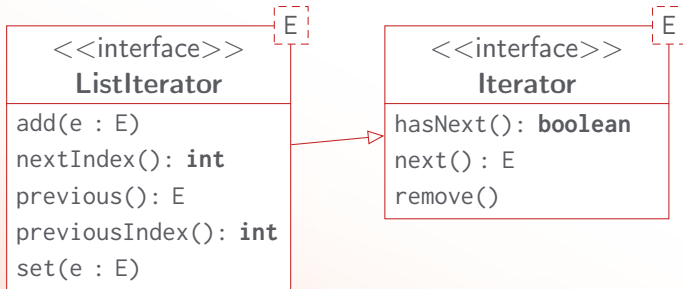 E
<<interface>>
ListIterator
add(e : E)
nextIndex(): int
previous(): E
previousIndex(): int
set(e : E)
E
<<interface>>
Iterator
hasNext(): boolean
next(): E
remove()